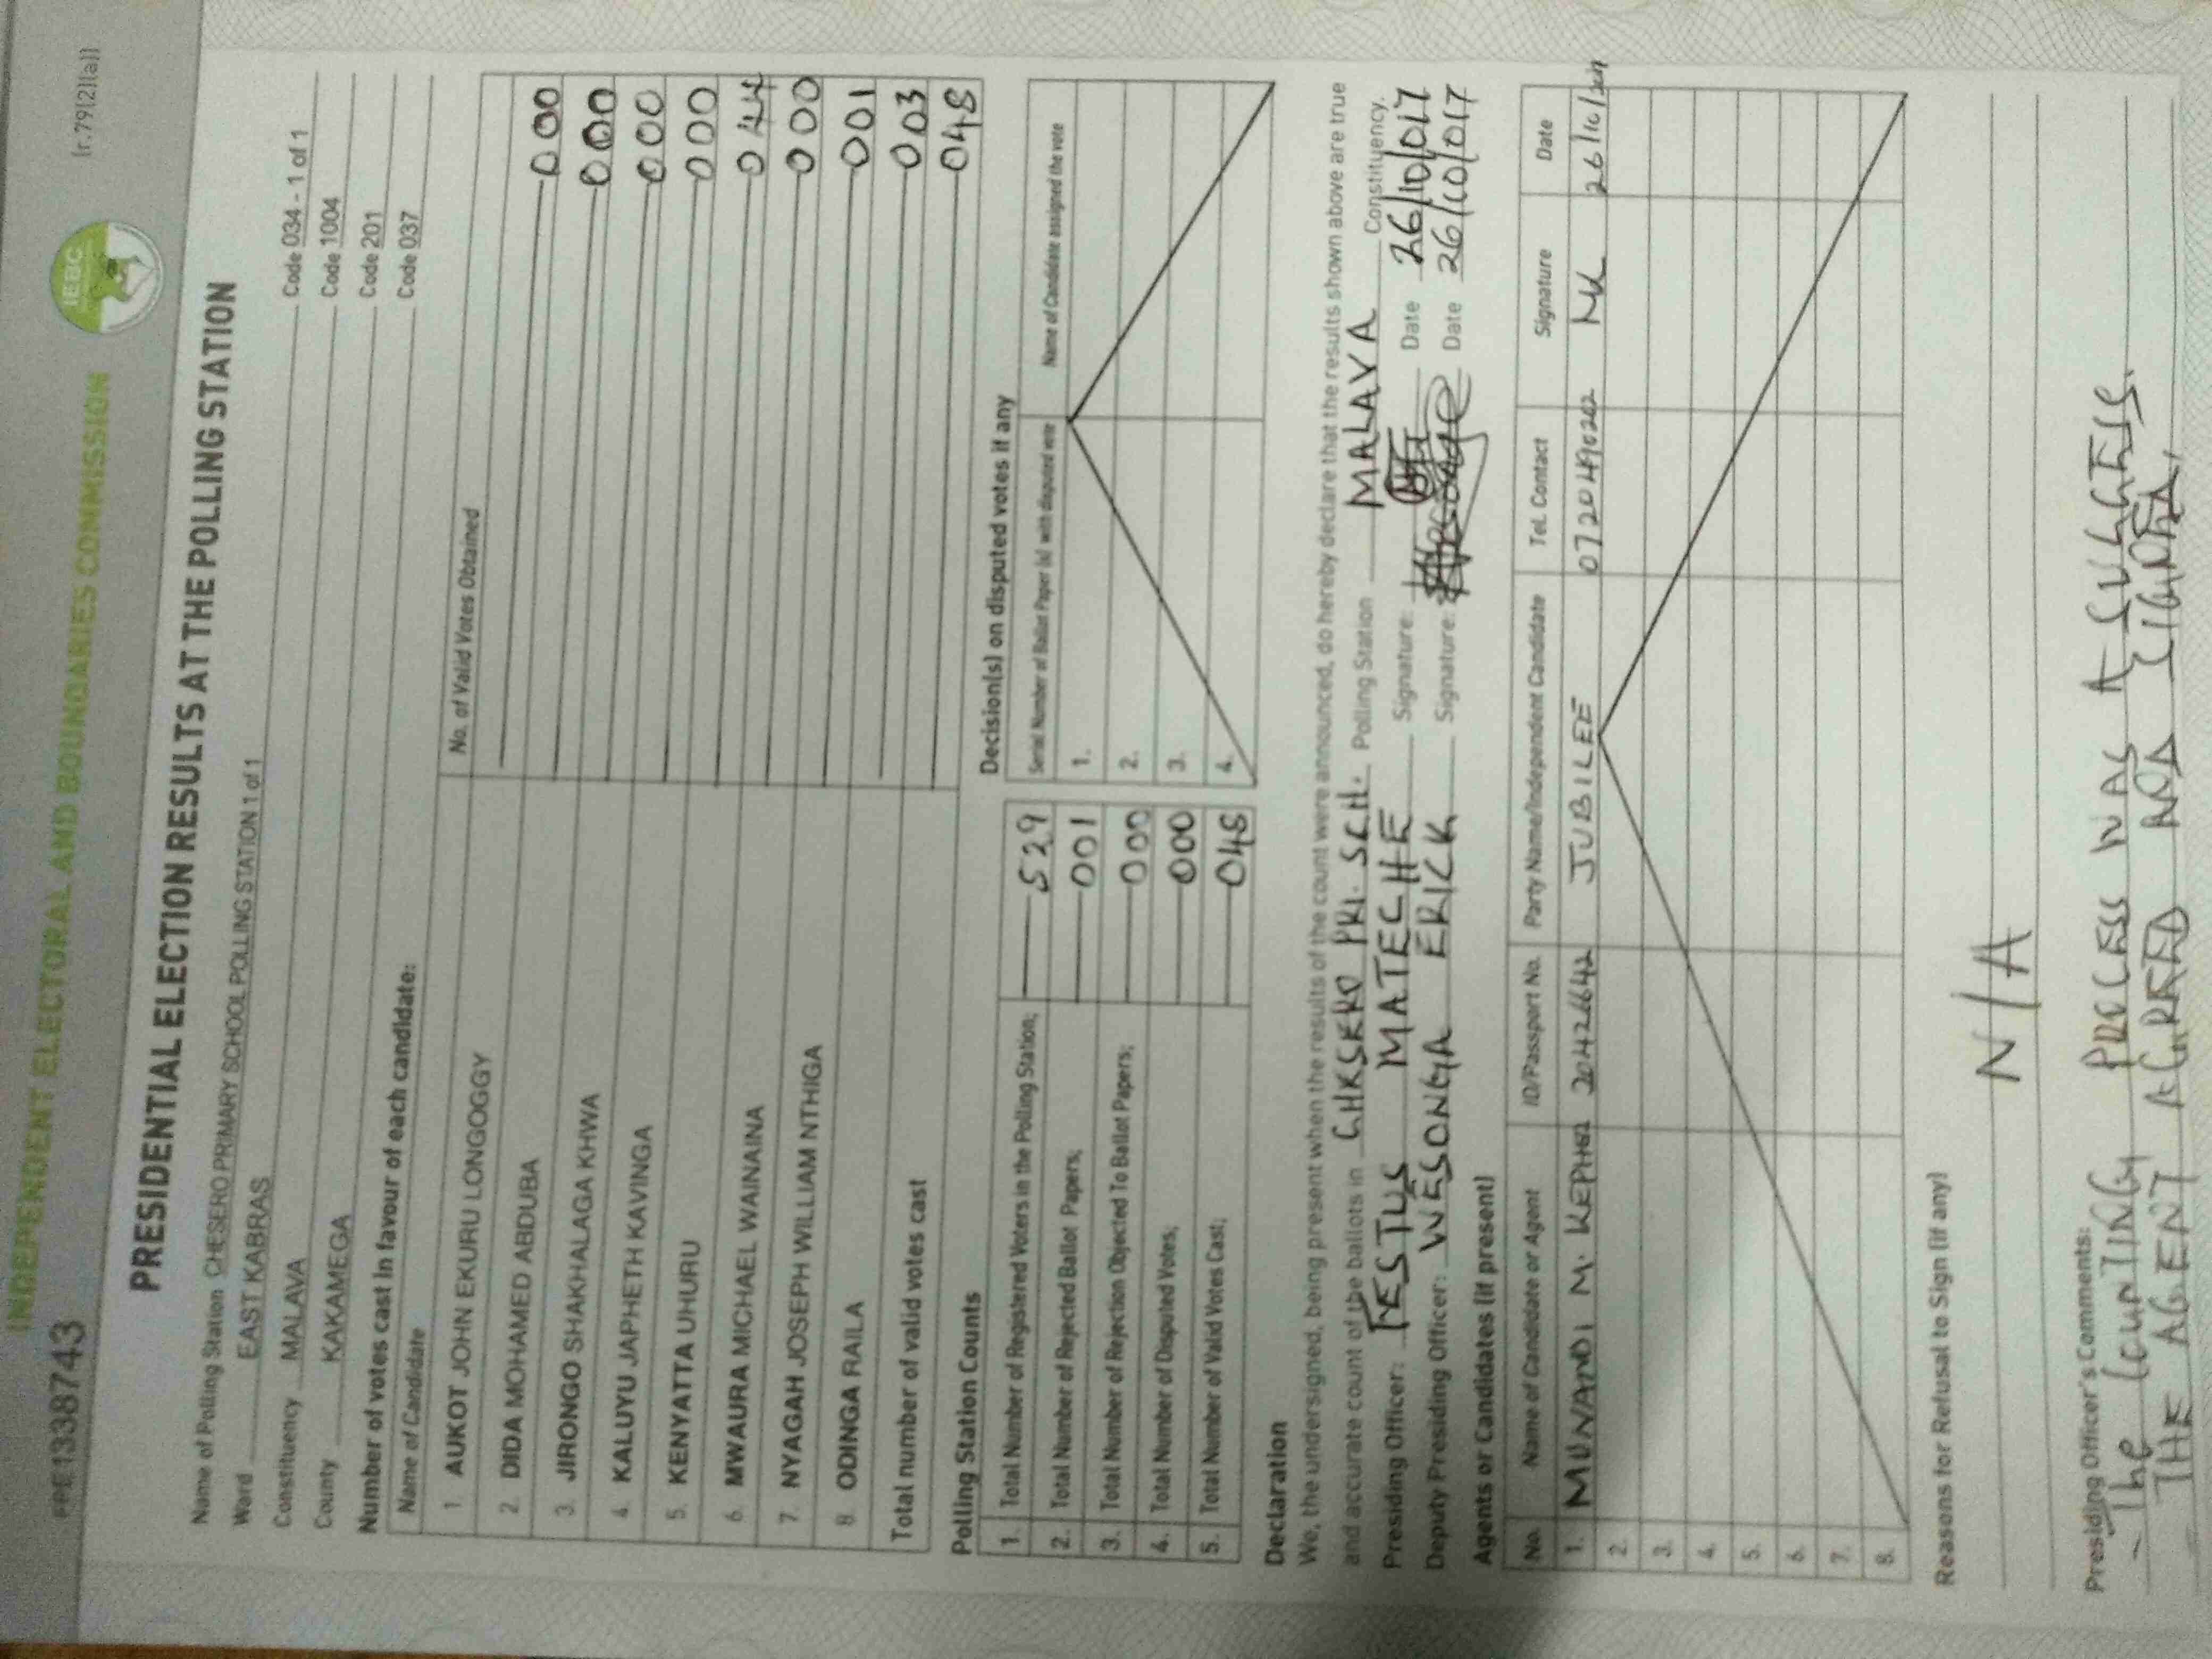 INDEPENDENT ELECTORAL AND BOUNDARIES COMMISSION
IEBC
(r.79(2)(a))
PRE1338743
PRESIDENTIAL ELECTION RESULTS AT THE POLLING STATION
Name of Polling Station CHESERO PRIMARY SCHOOL POLLING STATION 1 of 1 Code 034 - 1 of 1
Ward EAST KABRAS Code 1004
Constituency MALAVA Code 201
County KAKAMEGA Code 037
Number of votes cast in favour of each candidate:
Name of Candidate No. of Valid Votes Obtained
1. AUKOT JOHN EKURU LONGOGGY 000
2. DIDA MOHAMED ABDUBA 000
3. JIRONGO SHAKHALAGA KHWA 000
4 KALUYU JAPHETH KAVINGA 000
5. KENYATTA UHURU 044
6. MWAURA MICHAEL WAINAINA 000
7. NYAGAH JOSEPH WILLIAM NTHIGA 001
8 ODINGA RAILA 003
Total number of valid votes cast 048
Polling Station Counts
1. Total Number of Registered Voters in the Polling Station; 529
2. Total Number of Rejected Ballot Papers; 001
3. Total Number of Rejection Objected To Ballot Papers; 000
4. Total Number of Disputed Votes; 000
5. Total Number of Valid Votes Cast; 048
Decision(s) on disputed votes if any
Serial Number of Ballot Paper (s) with disputed vote Name of Candidate assigned the vote
1.
2.
3.
4.
Declaration
We, the undersigned, being present when the results of the count were announced, do hereby declare that the results shown above are true
and accurate count of the ballots in CHESERO PRI. SCH. Polling Station MALAVA Constituency.
Presiding Officer: FESTUS MATECHE Signature: Date 26/10/017
Deputy Presiding Officer: WESONGA ERICK Signature: Date 26/10/017
Agents or Candidates (if present)
No. Name of Candidate or Agent ID/Passport No. Party Name/Independent Candidate Tel. Contact Signature Date
1. MUNANDI M. KEPHER 20426642 JUBILEE 0720490202 NK 26/10/2017
2.
3.
4.
5.
6.
7.
8.
Reasons for Refusal to Sign (if any)
N/A
Presiding Officer's Comments:
- The COUNTING PROCESS WAS A SUCCESS.
THE AGENT AGREED AND SIGNED.